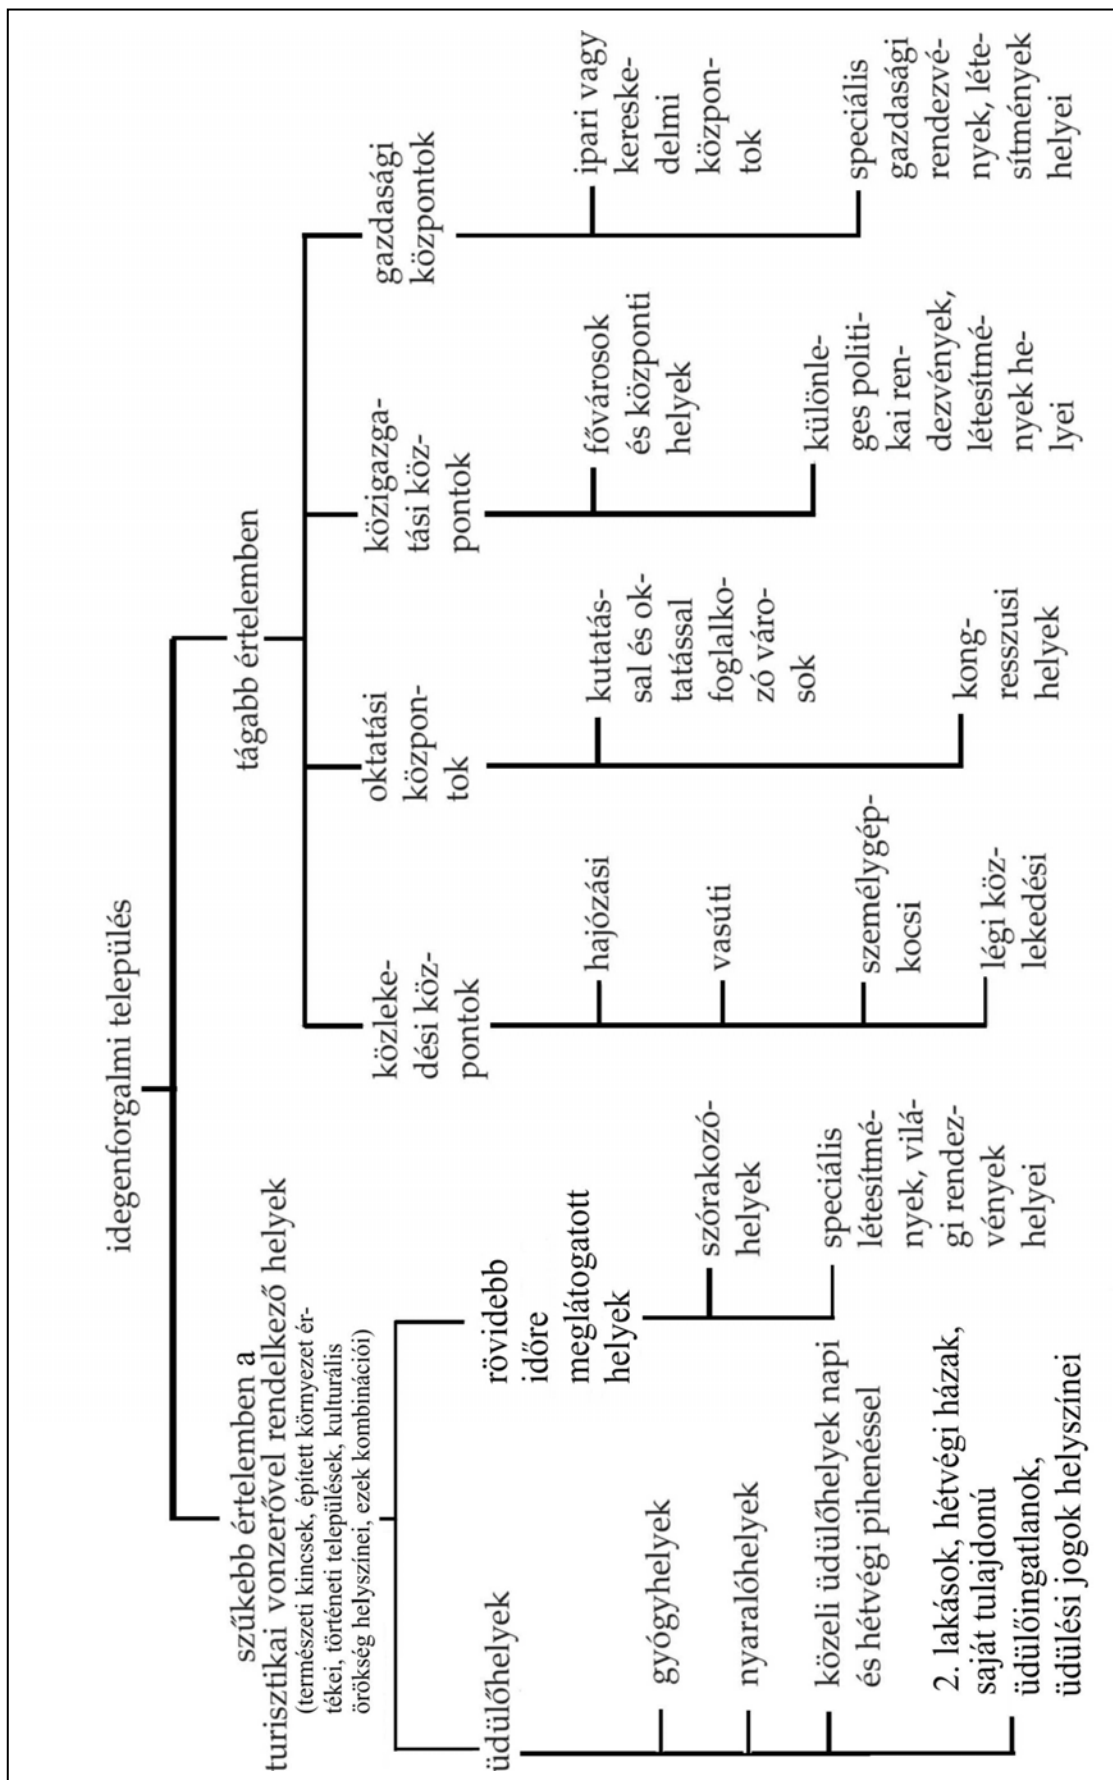 idegenforgalmi település
szűkebb értelemben a
turisztikai vonzerővel rendelkező helyek
(természeti kincsek, épített környezet ér-
tékei, történeti települések, kulturális
örökség helyszínei, ezek kombinációi)
üdülőhelyek
gyógyhelyek
nyaralóhelyek
közeli üdülőhelyek napi
és hétvégi pihenéssel
2. lakások, hétvégi házak,
saját tulajdonú
üdülőingatlanok,
üdülési jogok helyszínei
rövidebb
időre
meglátogatott
helyek
szórakozó-
helyek
speciális
létesítmé-
nyek, vilá-
gi rendez-
vények
helyei
tágabb értelemben
közleke-
dési köz-
pontok
hajózási
vasúti
személygép-
kocsi
légi köz-
lekedési
oktatási
közpon-
tok
kutatás-
sal és ok-
tatással
foglalko-
zó váro-
sok
kong-
resszusi
helyek
közigazga-
tási köz-
pontok
fővárosok
és központi
helyek
különle-
ges politi-
kai ren-
dezvények,
létesítmé-
nyek he-
lyei
gazdasági
központok
ipari vagy
kereske-
delmi
közpon-
tok
speciális
gazdasági
rendezvé-
nyek, léte-
sítmények
helyei